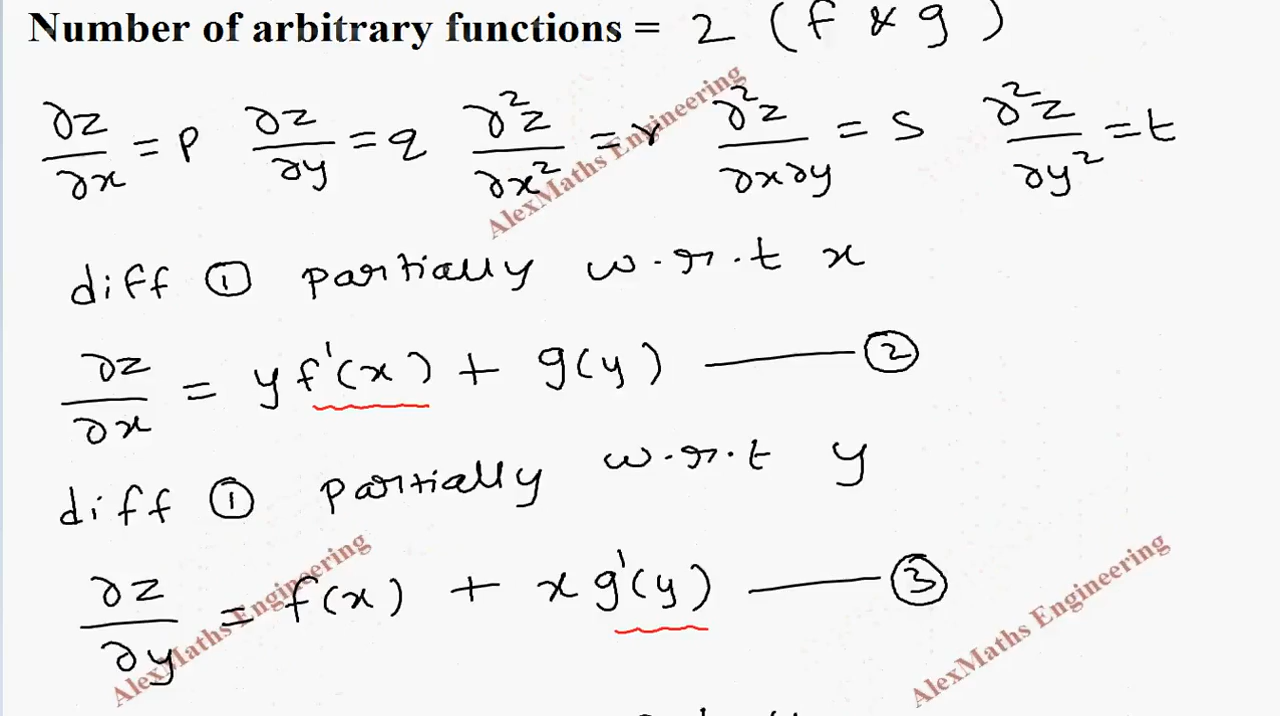 Number of arbitrary functions = 2 (f & g)
∂z/∂x = p ∂z/∂y = q ∂²z/∂x² = r ∂²z/∂x∂y = s ∂²z/∂y² = t
AlexMaths Engineering
diff ① partially w.r.t x
∂z/∂x = y f'(x) + g(y) —— ②
diff ① partially w.r.t y
∂z/∂y = f(x) + x g'(y) —— ③
AlexMaths Engineering
AlexMaths Engineering